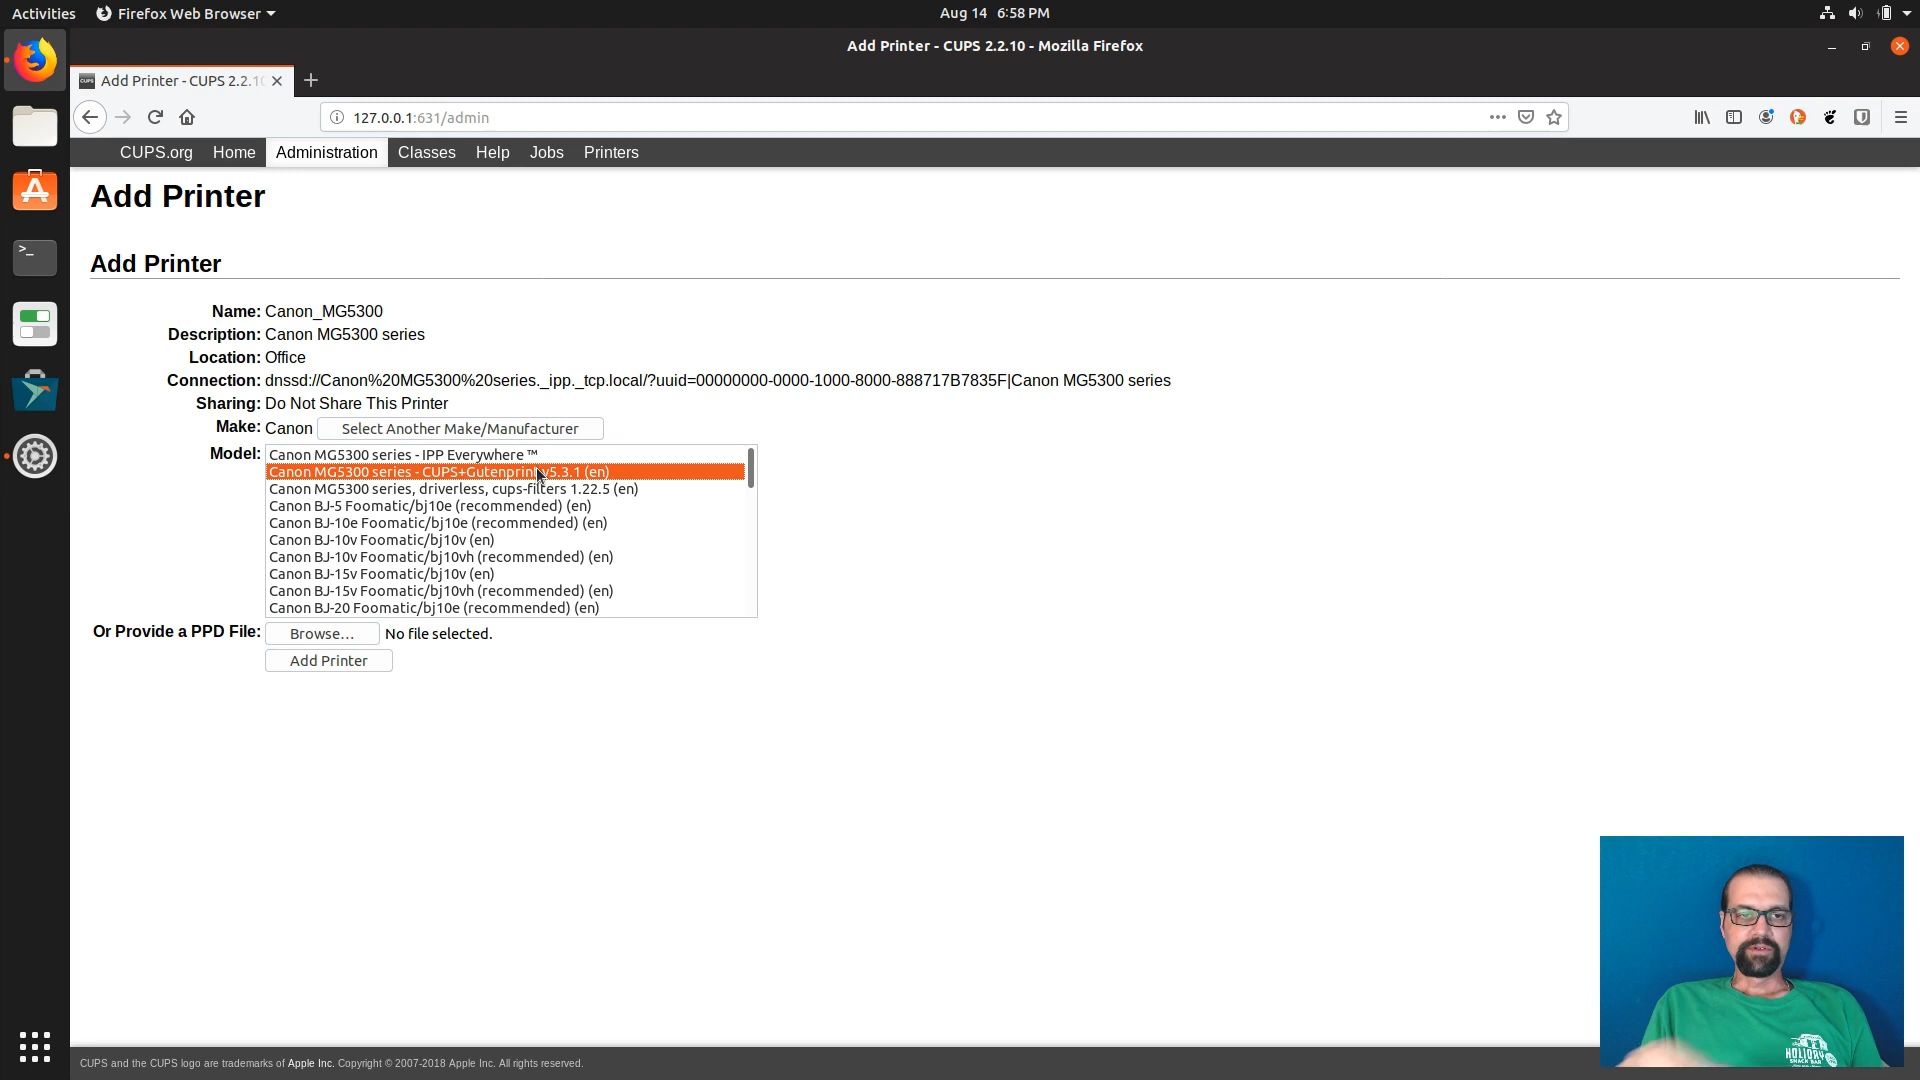 Activities Firefox Web Browser Aug 14 6:58 PM
Add Printer - CUPS 2.2.10 - Mozilla Firefox
Add Printer - CUPS 2.2.10
127.0.0.1:631/admin
CUPS.org Home Administration Classes Help Jobs Printers
Add Printer
Add Printer
Name: Canon_MG5300
Description: Canon MG5300 series
Location: Office
Connection: dnssd://Canon%20MG5300%20series._ipp._tcp.local/?uuid=00000000-0000-1000-8000-888717B7835F|Canon MG5300 series
Sharing: Do Not Share This Printer
Make: Canon Select Another Make/Manufacturer
Model: Canon MG5300 series - IPP Everywhere ™
Canon MG5300 series - CUPS+Gutenprint v5.3.1 (en)
Canon MG5300 series, driverless, cups-filters 1.22.5 (en)
Canon BJ-5 Foomatic/bj10e (recommended) (en)
Canon BJ-10e Foomatic/bj10e (recommended) (en)
Canon BJ-10v Foomatic/bj10v (en)
Canon BJ-10v Foomatic/bj10vh (recommended) (en)
Canon BJ-15v Foomatic/bj10v (en)
Canon BJ-15v Foomatic/bj10vh (recommended) (en)
Canon BJ-20 Foomatic/bj10e (recommended) (en)
Or Provide a PPD File: Browse... No file selected.
Add Printer
HOLIDAY
SNACK BAR
CUPS and the CUPS logo are trademarks of Apple Inc. Copyright © 2007-2018 Apple Inc. All rights reserved.